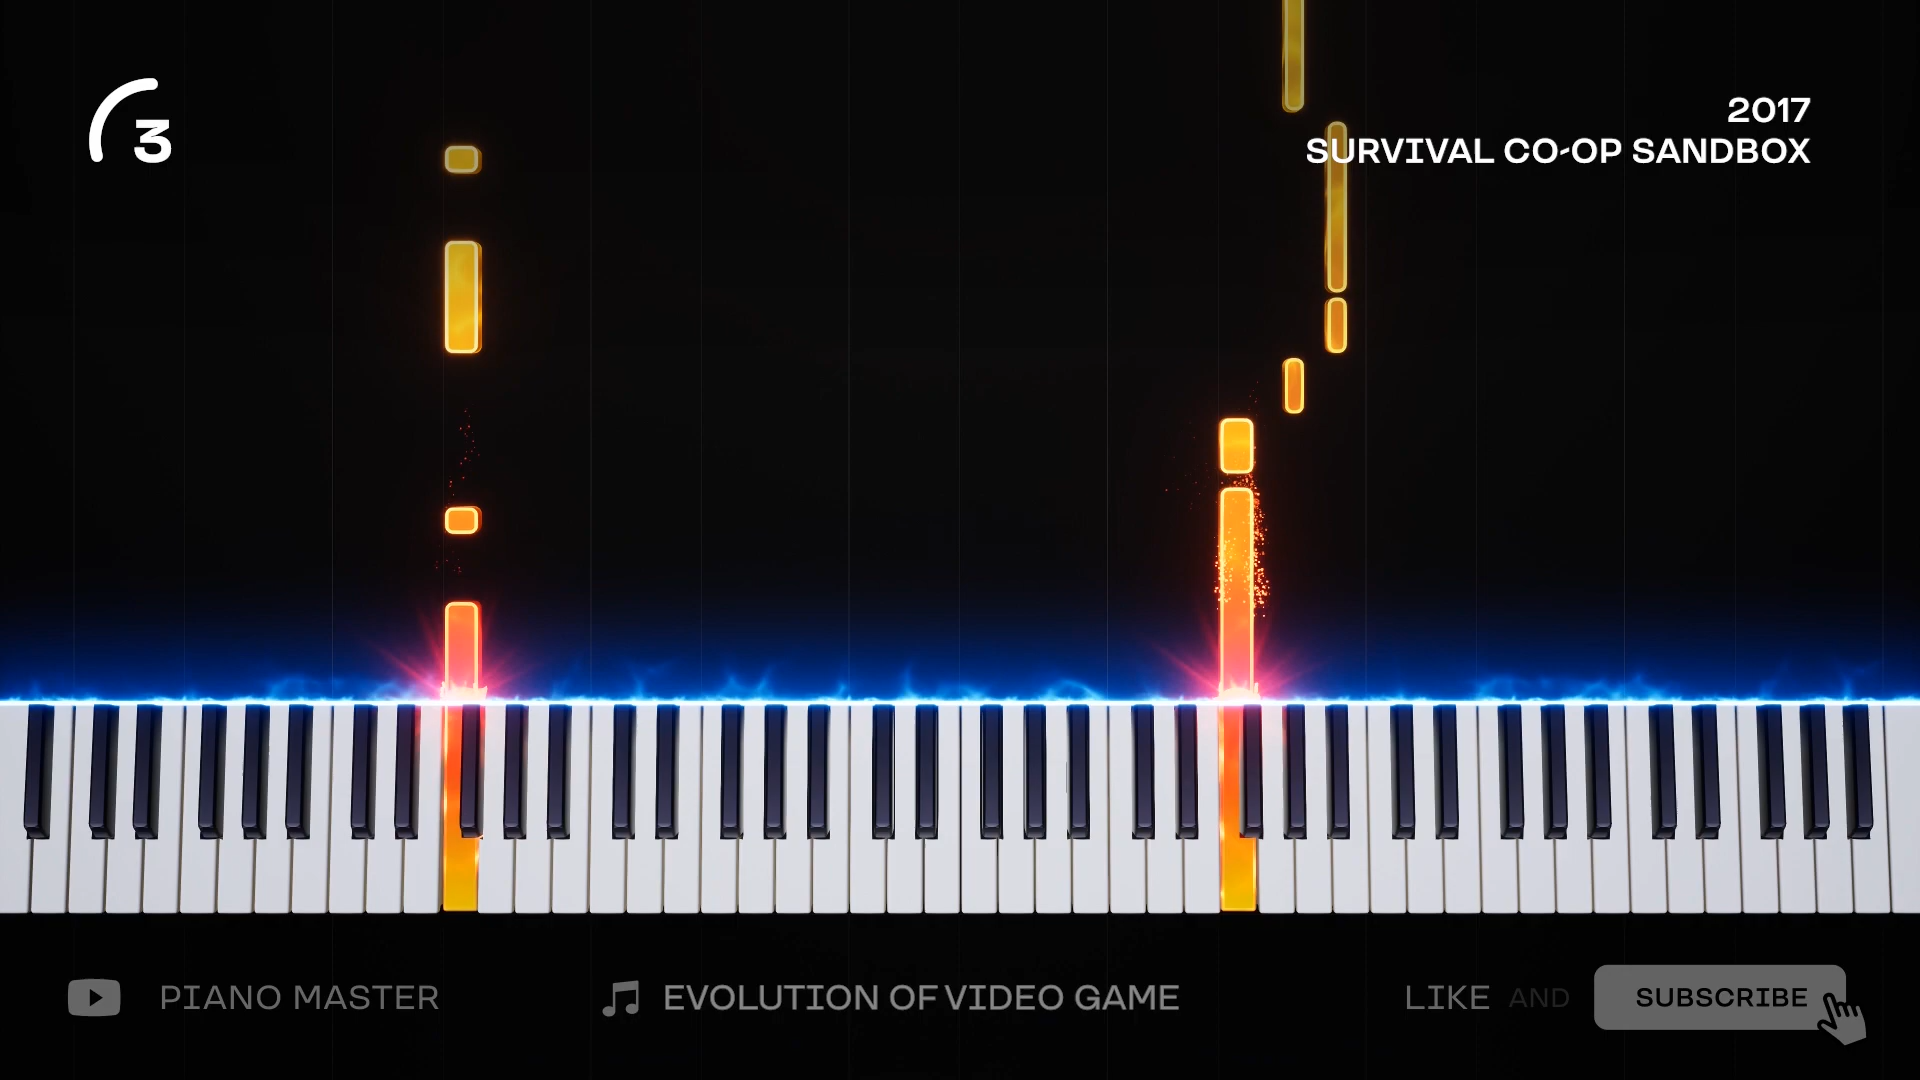 3
2017
SURVIVAL CO-OP SANDBOX
PIANO MASTER
EVOLUTION OF VIDEO GAME
LIKE AND SUBSCRIBE